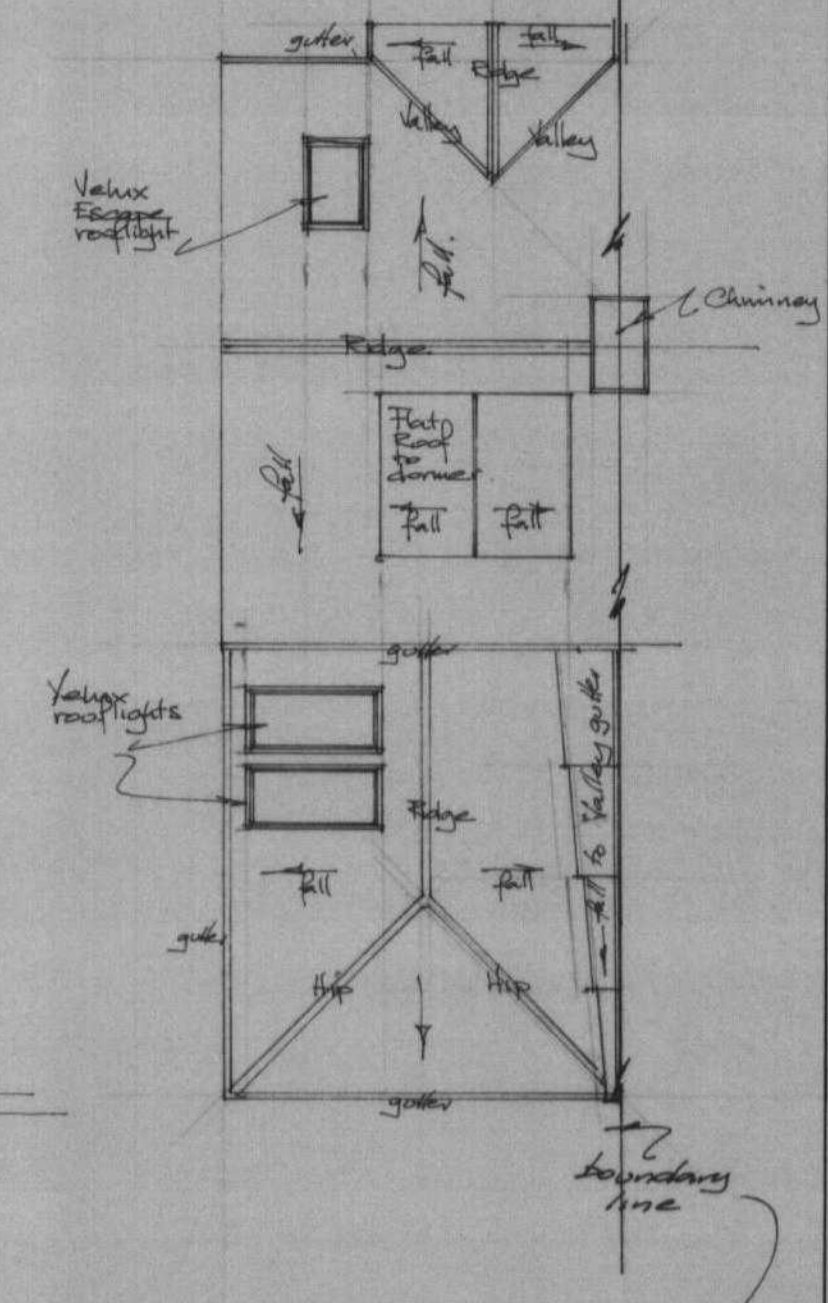 gutter
fall
fall
Ridge
Valley
Valley
Velux
Escape
rooflight
fall.
Chimney
Ridge.
Flat
Roof
to
dormer
fall
fall
fall
gutter
Velux
rooflights
Ridge
fall to Valley gutter
fall
fall
gutter
Hip
Hip
gutter
boundary
line